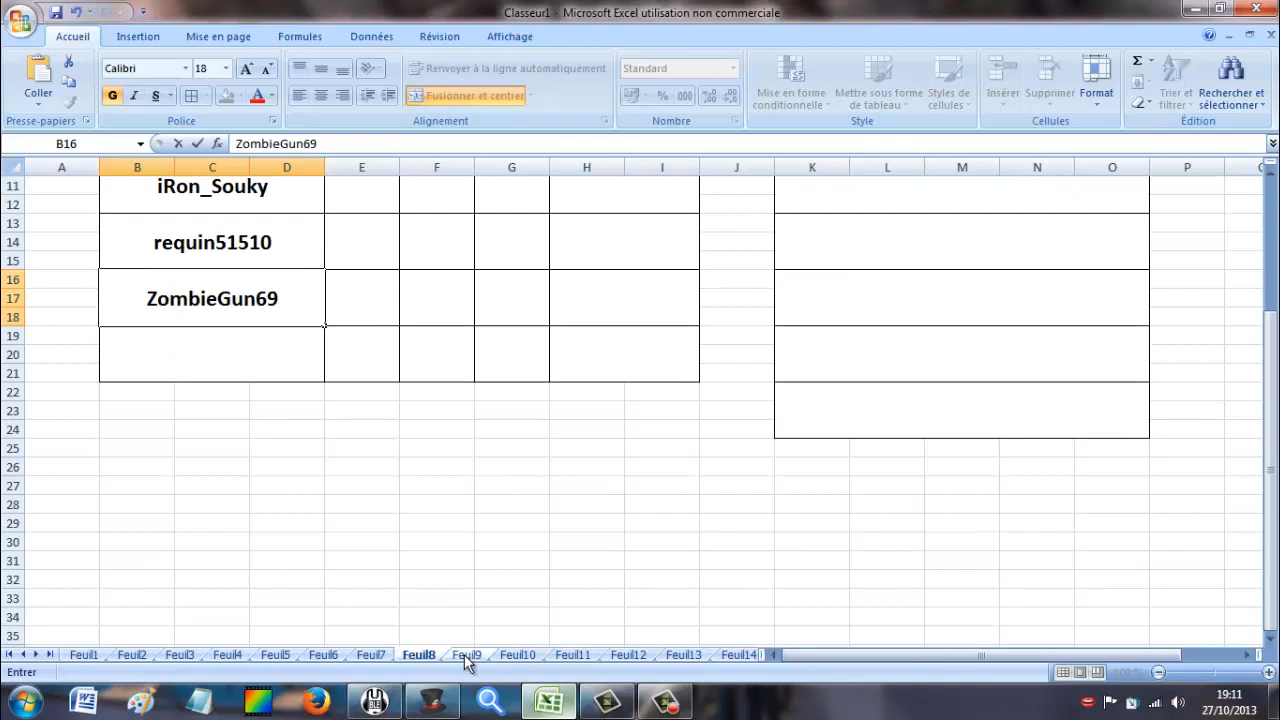 Classeur1 - Microsoft Excel utilisation non commerciale
Accueil Insertion Mise en page Formules Données Révision Affichage
Coller
Calibri 18
G I S
Renvoyer à la ligne automatiquement
Fusionner et centrer
Standard
% 000
Mise en forme conditionnelle
Mettre sous forme de tableau
Styles de cellules
Insérer Supprimer Format
Trier et filtrer
Rechercher et sélectionner
Presse-papiers Police Alignement Nombre Style Cellules Édition
B16 fx ZombieGun69
A B C D E F G H I J K L M N O P
11 iRon_Souky
12
13
14 requin51510
15
16
17 ZombieGun69
18
19
20
21
22
23
24
25
26
27
28
29
30
31
32
33
34
35
Feuil1 Feuil2 Feuil3 Feuil4 Feuil5 Feuil6 Feuil7 Feuil8 Feuil9 Feuil10 Feuil11 Feuil12 Feuil13 Feuil14
Entrer
19:11
27/10/2013